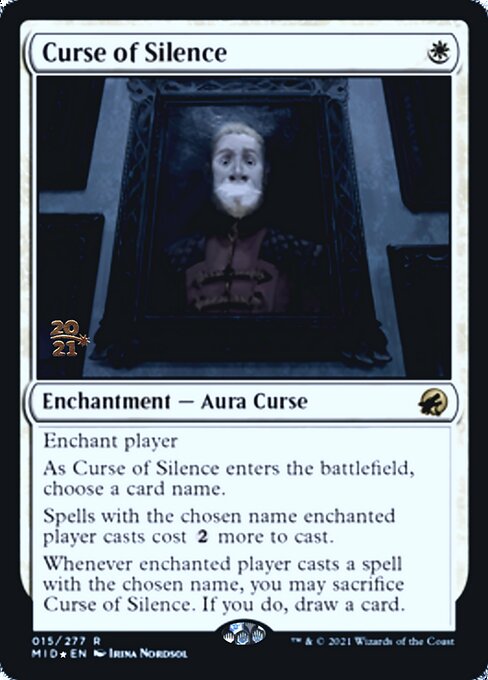 Curse of Silence
20
21
Enchantment — Aura Curse
Enchant player
As Curse of Silence enters the battlefield,
choose a card name.
Spells with the chosen name enchanted
player casts cost 2 more to cast.
Whenever enchanted player casts a spell
with the chosen name, you may sacrifice
Curse of Silence. If you do, draw a card.
015/277 R
MID★EN Irina Nordsol
™ & © 2021 Wizards of the Coast